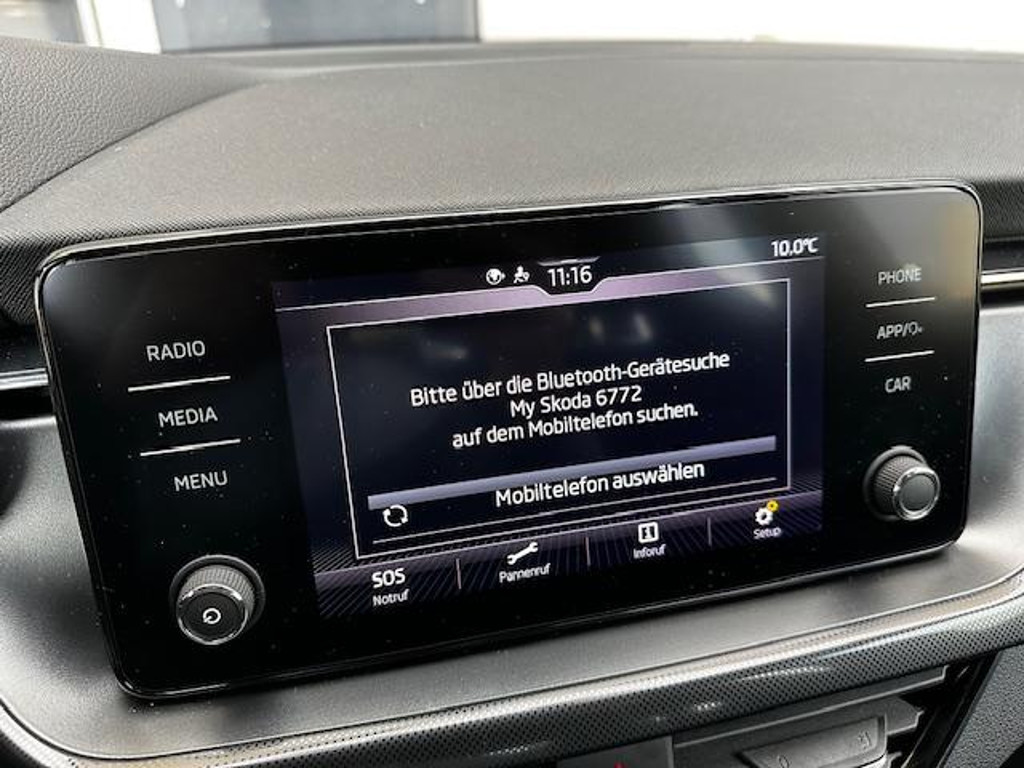 11:16
10.0°C
RADIO
MEDIA
MENU
Bitte über die Bluetooth-Gerätesuche
My Skoda 6772
auf dem Mobiltelefon suchen.
Mobiltelefon auswählen
SOS
Notruf
Pannenruf
Inforuf
Setup
PHONE
APP/
CAR